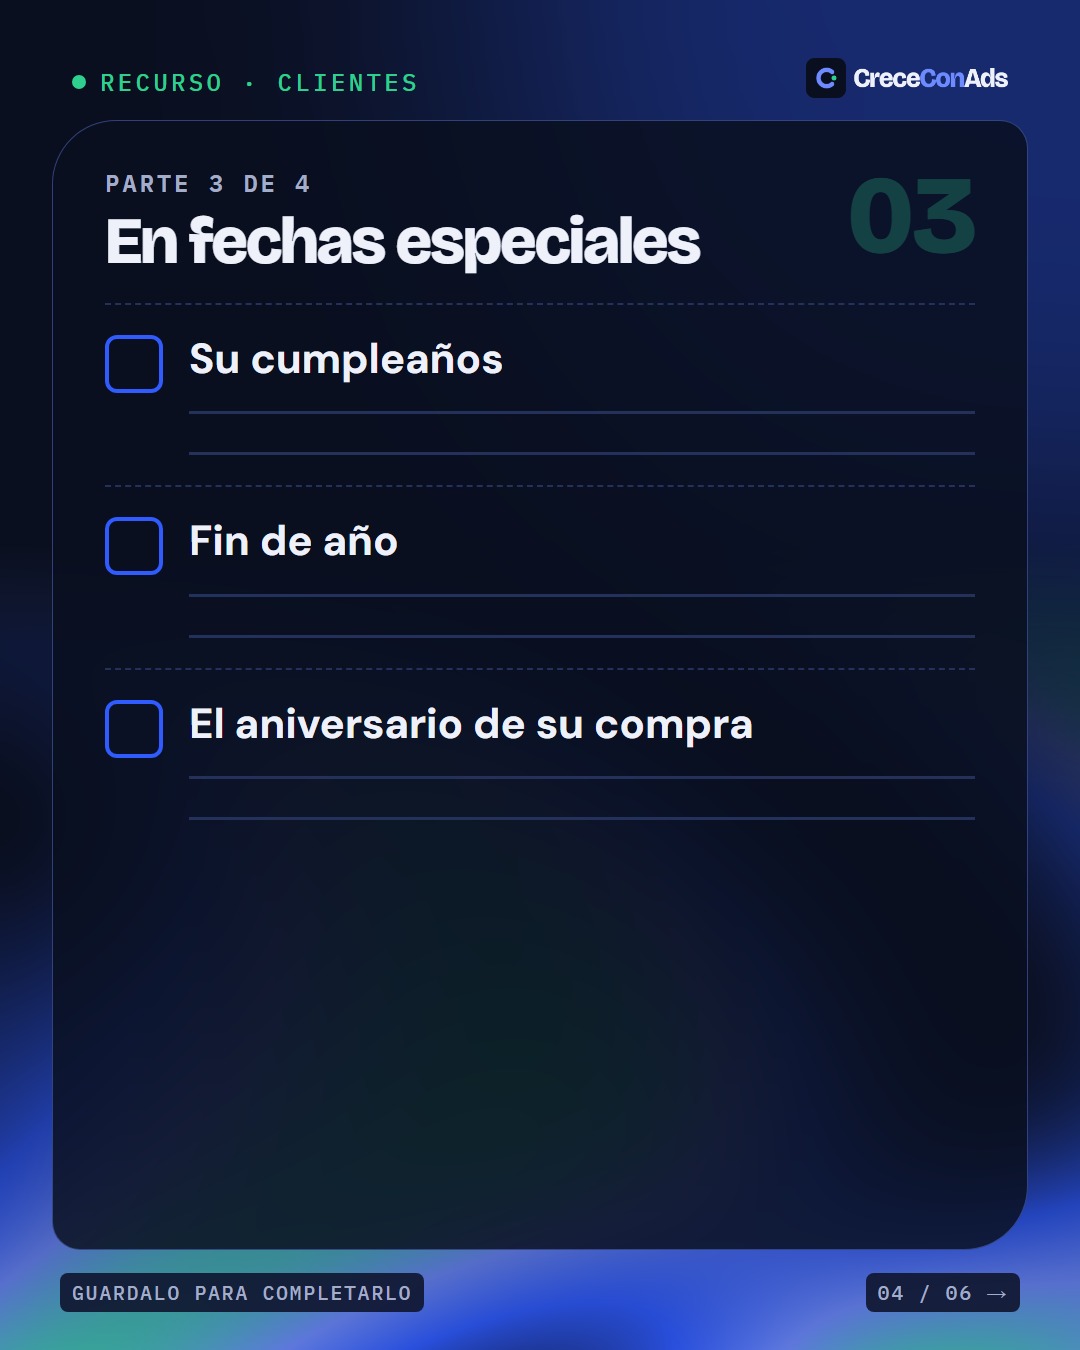 RECURSO · CLIENTES
CreceConAds
PARTE 3 DE 4
03
En fechas especiales
Su cumpleaños
Fin de año
El aniversario de su compra
GUARDALO PARA COMPLETARLO
04 / 06 →